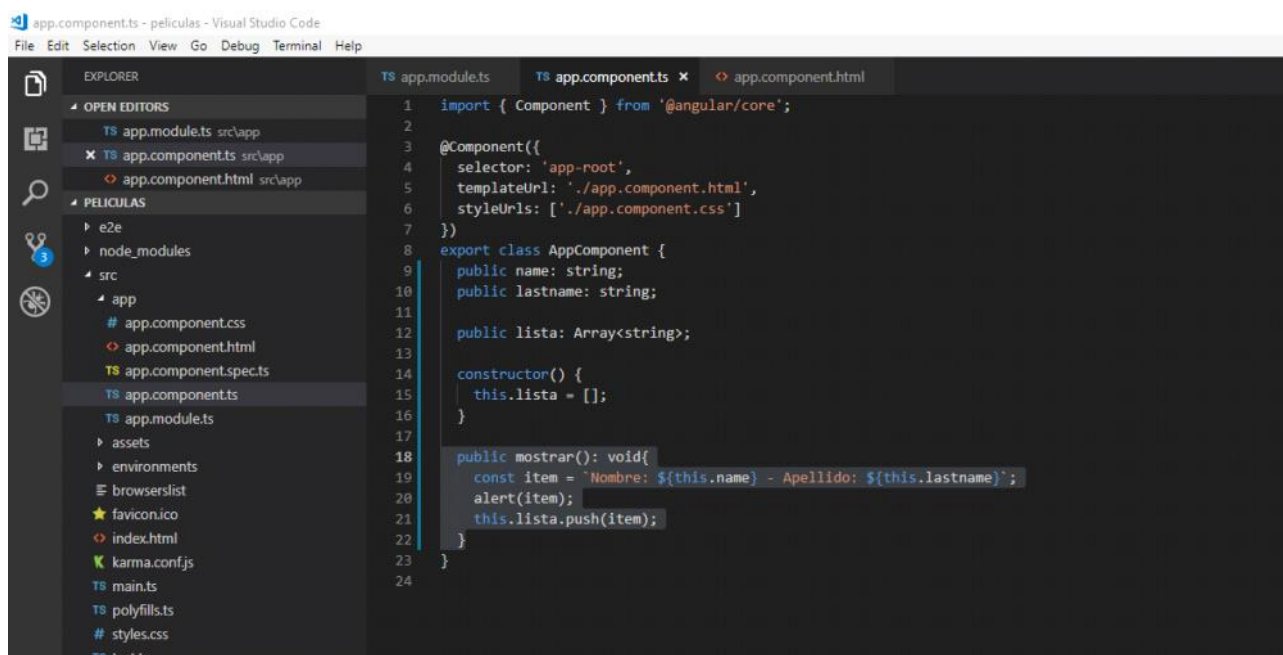 app.component.ts - peliculas - Visual Studio Code
File Edit Selection View Go Debug Terminal Help
EXPLORER
OPEN EDITORS
TS app.module.ts src\app
TS app.component.ts src\app
<> app.component.html src\app
PELICULAS
e2e
node_modules
src
app
# app.component.css
<> app.component.html
TS app.component.spec.ts
TS app.component.ts
TS app.module.ts
assets
environments
browserslist
favicon.ico
<> index.html
K karma.conf.js
TS main.ts
TS polyfills.ts
# styles.css
3
TS app.module.ts TS app.component.ts × <> app.component.html
1 import { Component } from '@angular/core';
2
3 @Component({
4 selector: 'app-root',
5 templateUrl: './app.component.html',
6 styleUrls: ['./app.component.css']
7 })
8 export class AppComponent {
9 public name: string;
10 public lastname: string;
11
12 public lista: Array<string>;
13
14 constructor() {
15 this.lista = [];
16 }
17
18 public mostrar(): void{
19 const item = `Nombre: ${this.name} - Apellido: ${this.lastname}`;
20 alert(item);
21 this.lista.push(item);
22 }
23 }
24